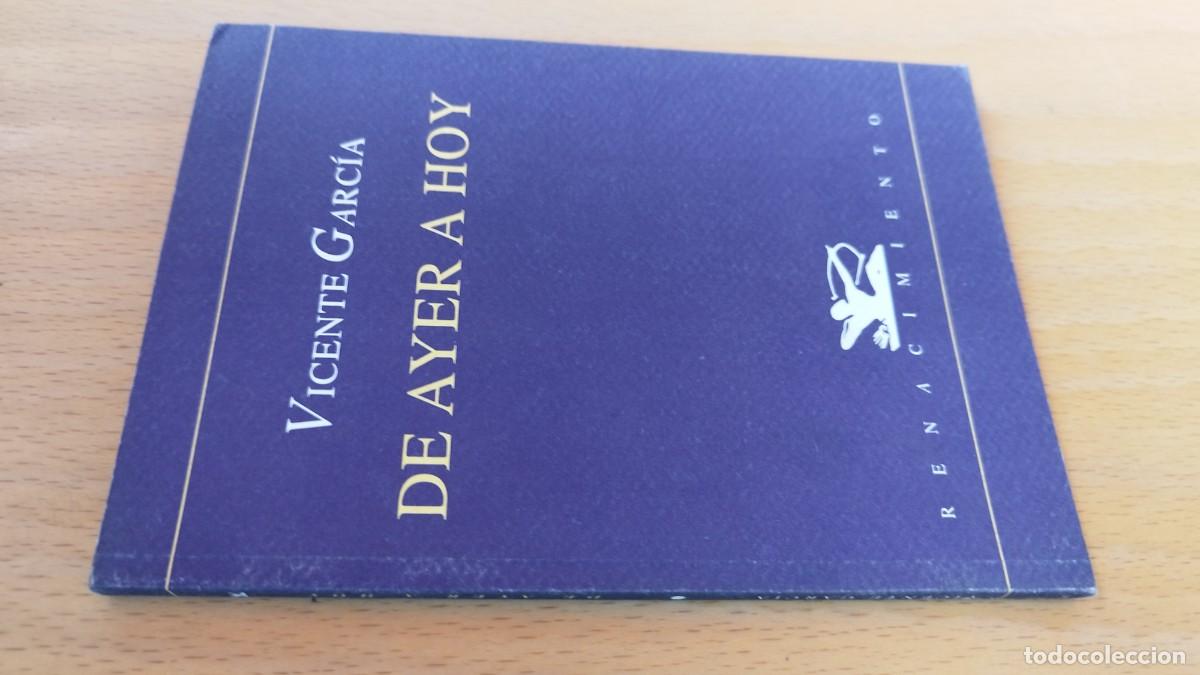 VICENTE GARCÍA
DE AYER A HOY
RENACIMIENTO
todocoleccion